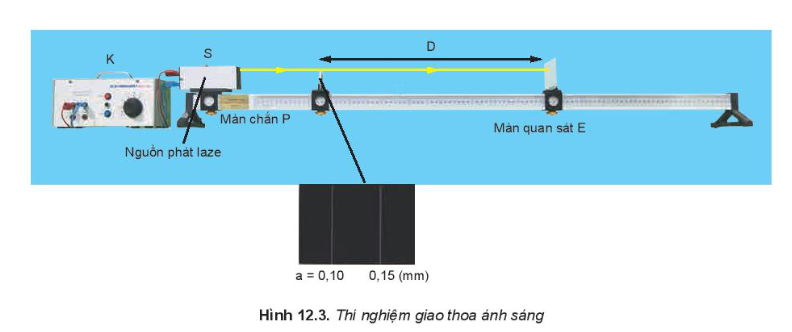 K
S
D
Màn chắn P
Màn quan sát E
Nguồn phát laze
a = 0,10 0,15 (mm)
Hình 12.3. Thí nghiệm giao thoa ánh sáng